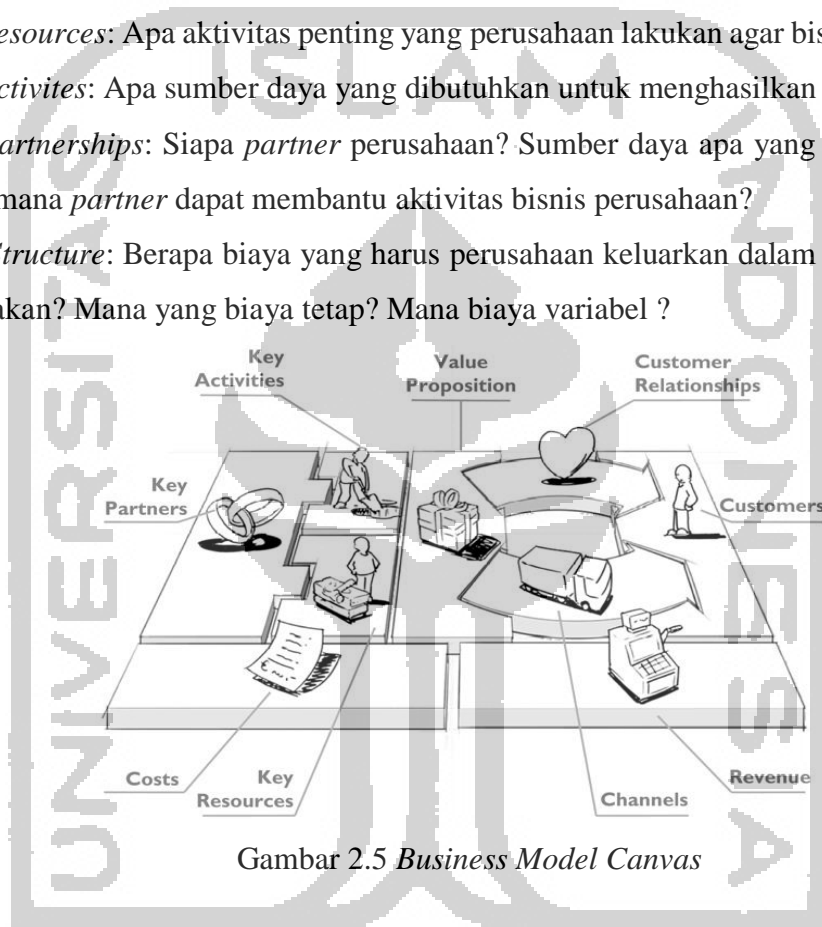 esources: Apa aktivitas penting yang perusahaan lakukan agar bis
ctivites: Apa sumber daya yang dibutuhkan untuk menghasilkan
artnerships: Siapa partner perusahaan? Sumber daya apa yang
mana partner dapat membantu aktivitas bisnis perusahaan?
tructure: Berapa biaya yang harus perusahaan keluarkan dalam
akan? Mana yang biaya tetap? Mana biaya variabel ?
Key
Activities
Value
Proposition
Customer
Relationships
Key
Partners
Customers
Costs
Key
Resources
Channels
Revenue
Gambar 2.5 Business Model Canvas
ISLAM
UNIVERSITAS
INDONESIA